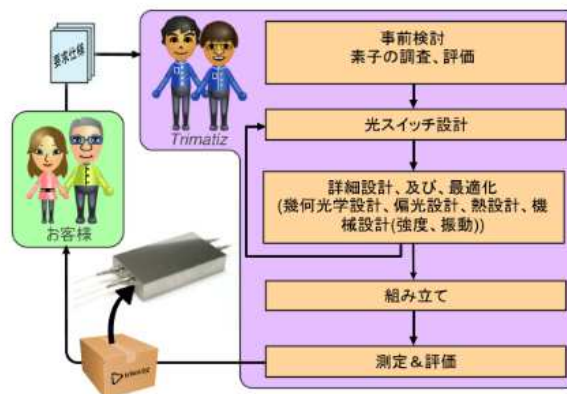 要求仕様
事前検討
素子の調査、評価
Trimatiz
光スイッチ設計
詳細設計、及び、最適化
(幾何光学設計、偏光設計、熱設計、機
械設計(強度、振動))
お客様
組み立て
測定＆評価
trimatiz